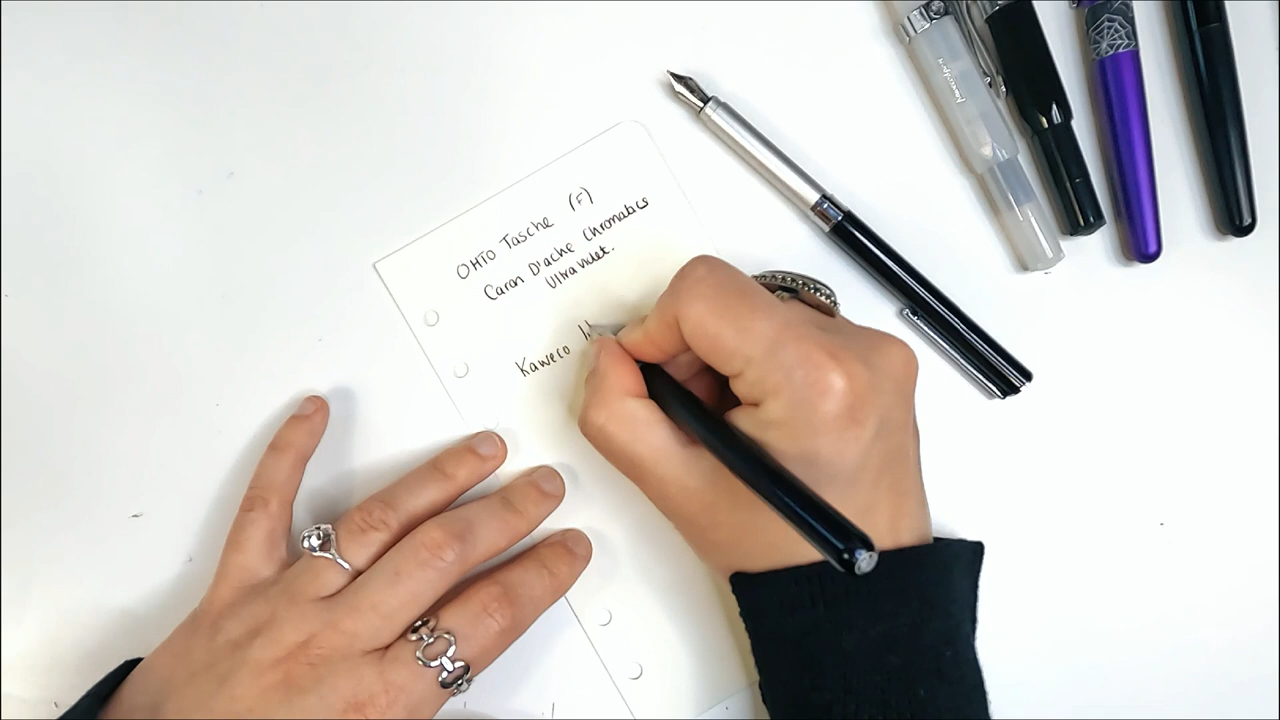 OHTO Tasche (F)
Caran D'ache Chromatics
Ultraviolet.
Kaweco